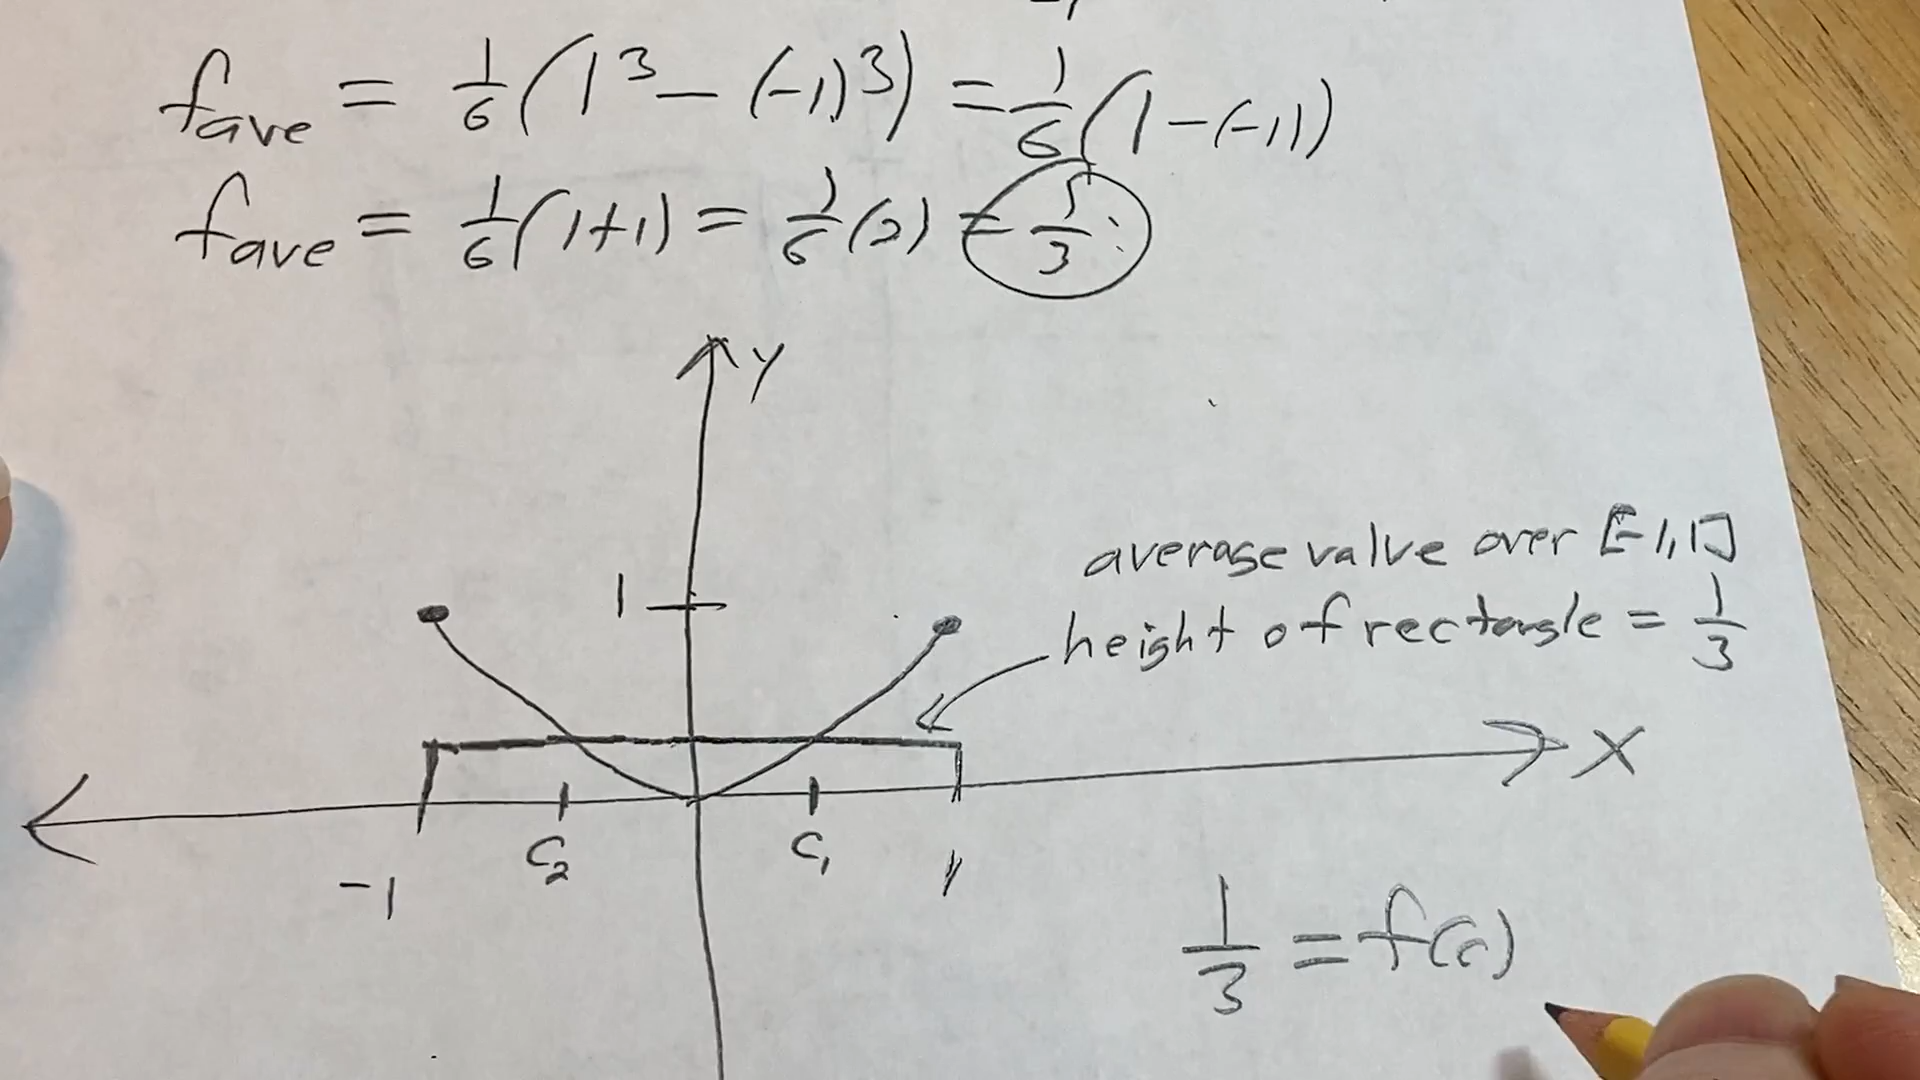 fave = 1/6 (1³ - (-1)³) = 1/6 (1-(-1))
fave = 1/6 (1+1) = 1/6 (2) = 1/3
y
1
average value over [-1,1]
height of rectangle = 1/3
x
-1 c₂ c₁ 1
1/3 = f(c)